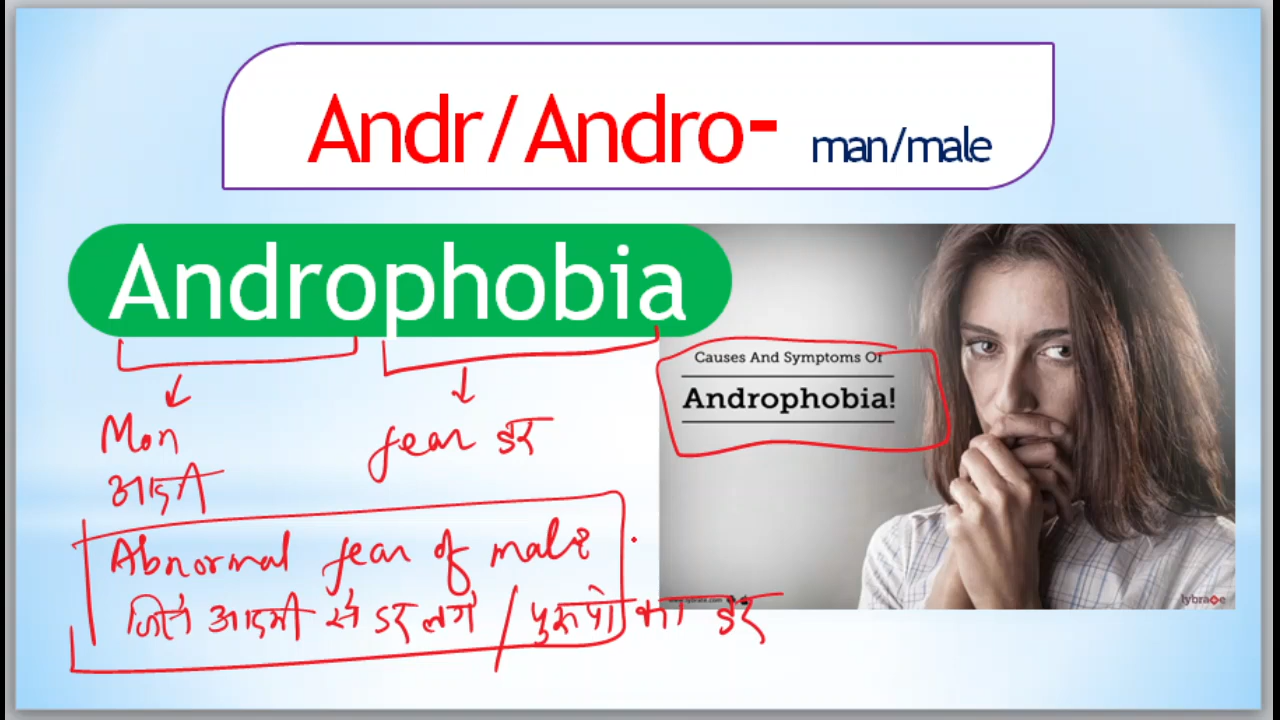 Andr/Andro- man/male
Androphobia
Causes And Symptoms Of
Androphobia!
Man
fear डर
आदमी
Abnormal fear of male.
जिसे आदमी से डर लगे / पुरुषों का डर
lybrate